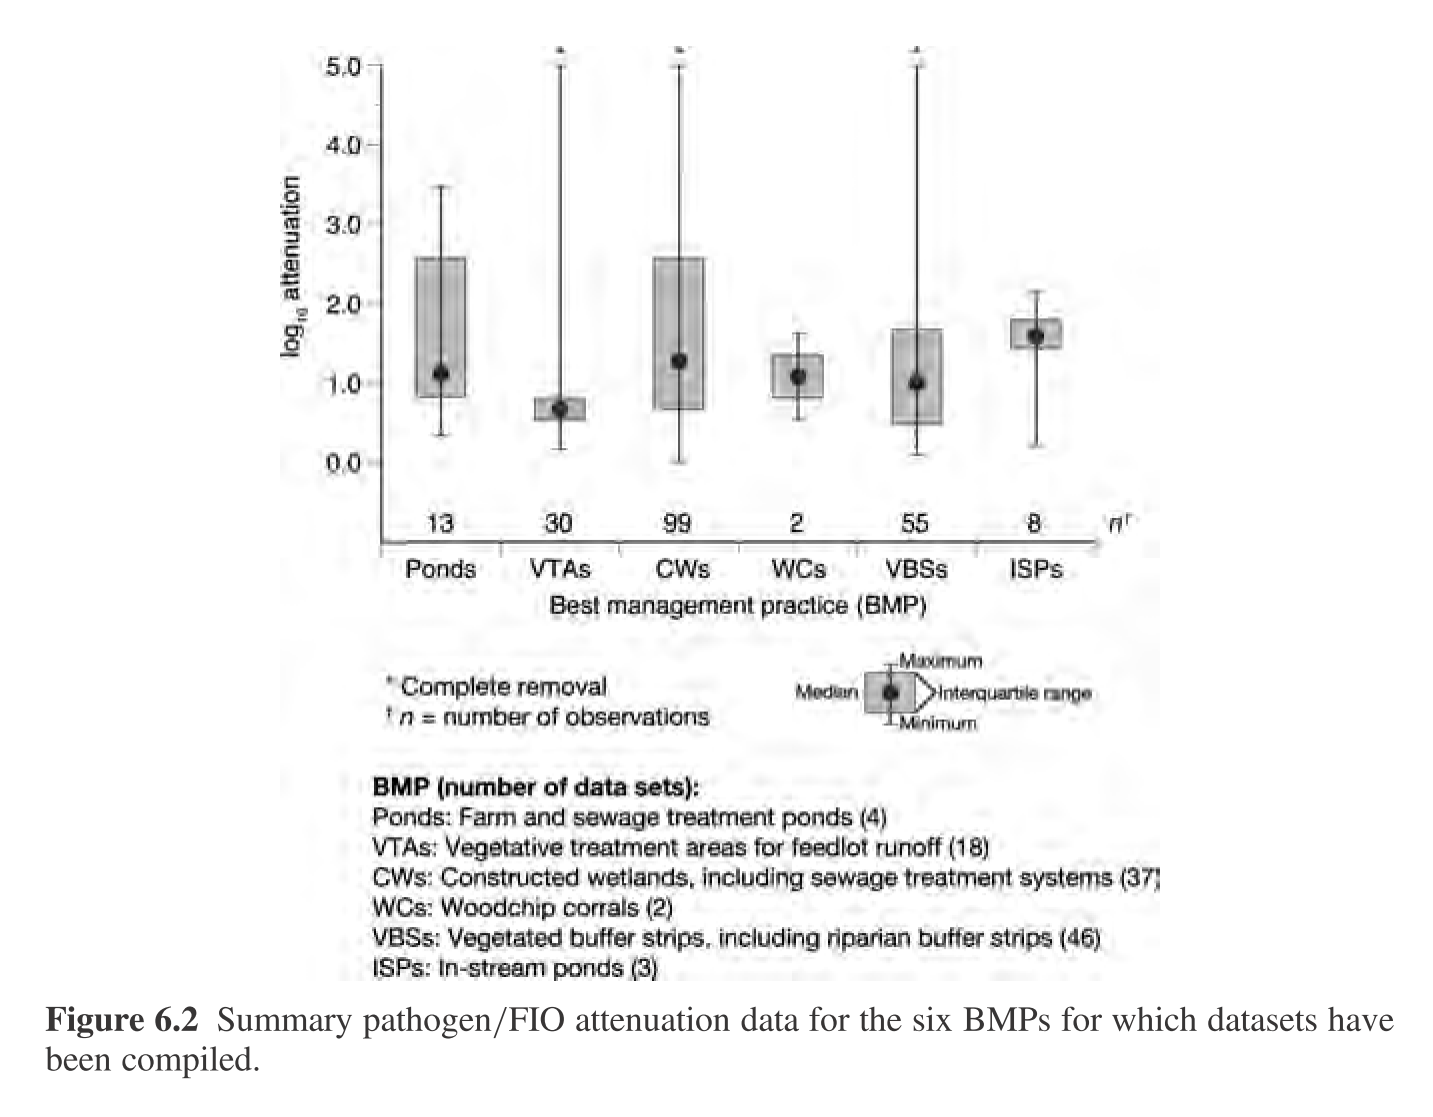 5.0
4.0
3.0
2.0
1.0
0.0
log10 attenuation
13 30 99 2 55 8 n†
Ponds VTAs CWs WCs VBSs ISPs
Best management practice (BMP)
* Complete removal
† n = number of observations
Maximum
Median Interquartile range
Minimum
BMP (number of data sets):
Ponds: Farm and sewage treatment ponds (4)
VTAs: Vegetative treatment areas for feedlot runoff (18)
CWs: Constructed wetlands, including sewage treatment systems (37)
WCs: Woodchip corrals (2)
VBSs: Vegetated buffer strips, including riparian buffer strips (46)
ISPs: In-stream ponds (3)
Figure 6.2 Summary pathogen/FIO attenuation data for the six BMPs for which datasets have
been compiled.